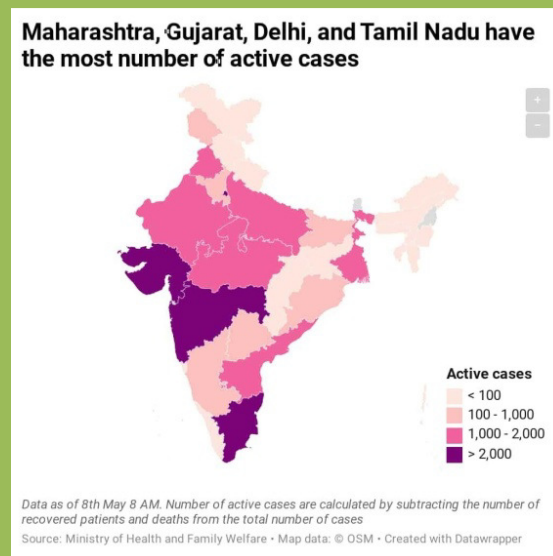 Maharashtra, Gujarat, Delhi, and Tamil Nadu have
the most number of active cases
+
−
Active cases
< 100
100 - 1,000
1,000 - 2,000
> 2,000
Data as of 8th May 8 AM. Number of active cases are calculated by subtracting the number of
recovered patients and deaths from the total number of cases
Source: Ministry of Health and Family Welfare • Map data: © OSM • Created with Datawrapper